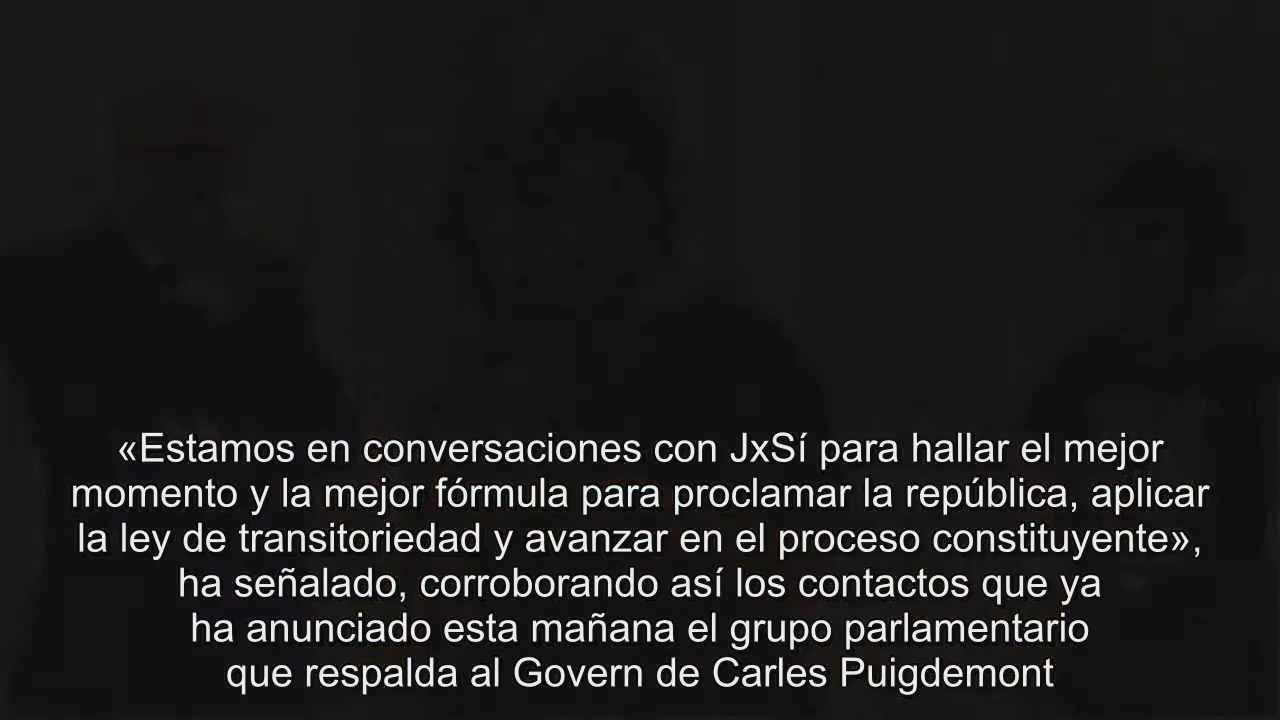 «Estamos en conversaciones con JxSí para hallar el mejor
momento y la mejor fórmula para proclamar la república, aplicar
la ley de transitoriedad y avanzar en el proceso constituyente»,
ha señalado, corroborando así los contactos que ya
ha anunciado esta mañana el grupo parlamentario
que respalda al Govern de Carles Puigdemont